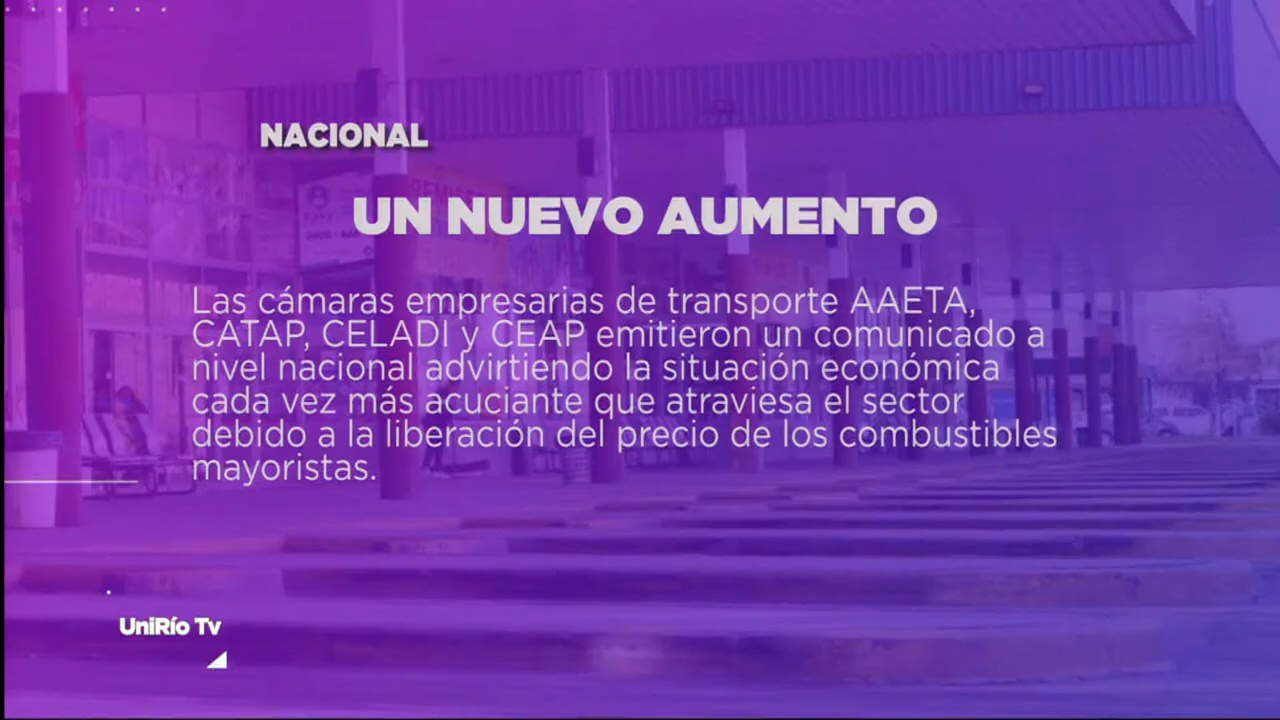 NACIONAL
UN NUEVO AUMENTO
Las cámaras empresarias de transporte AAETA,
CATAP, CELADI y CEAP emitieron un comunicado a
nivel nacional advirtiendo la situación económica
cada vez más acuciante que atraviesa el sector
debido a la liberación del precio de los combustibles
mayoristas.
UniRío Tv